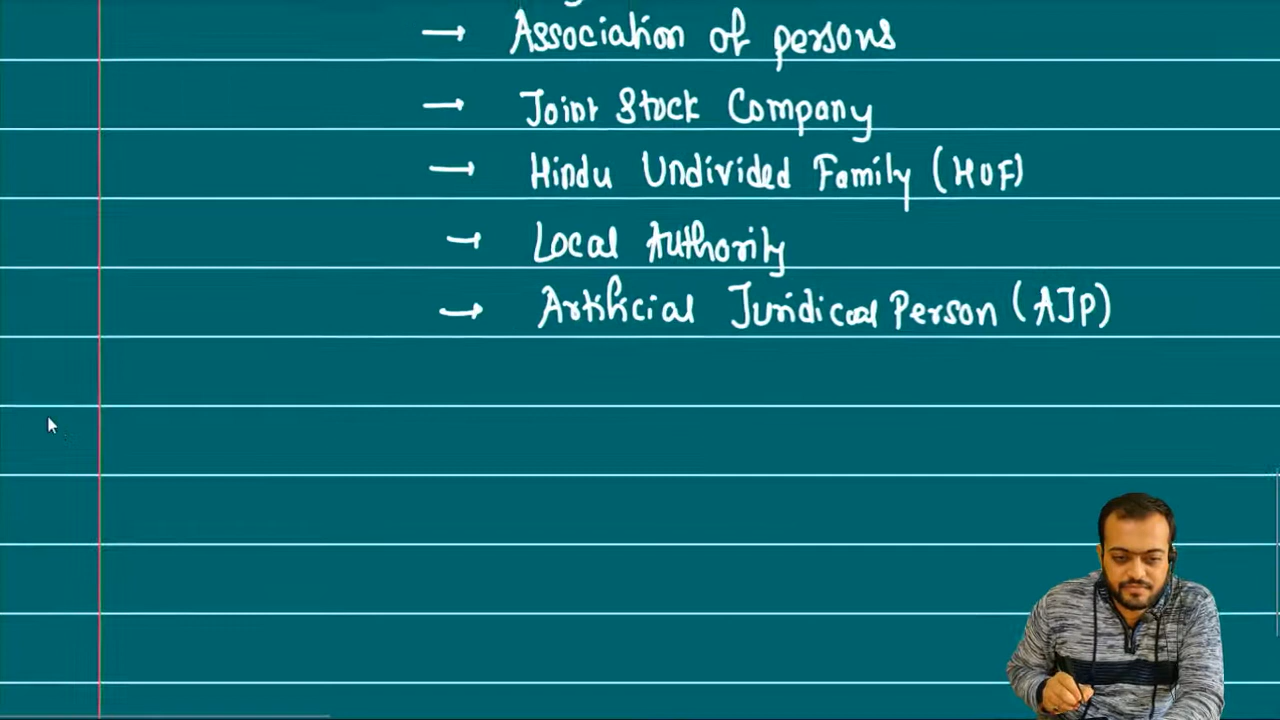 → Association of persons
→ Joint Stock Company
→ Hindu Undivided Family (HUF)
→ Local Authority
→ Artificial Juridical Person (AJP)